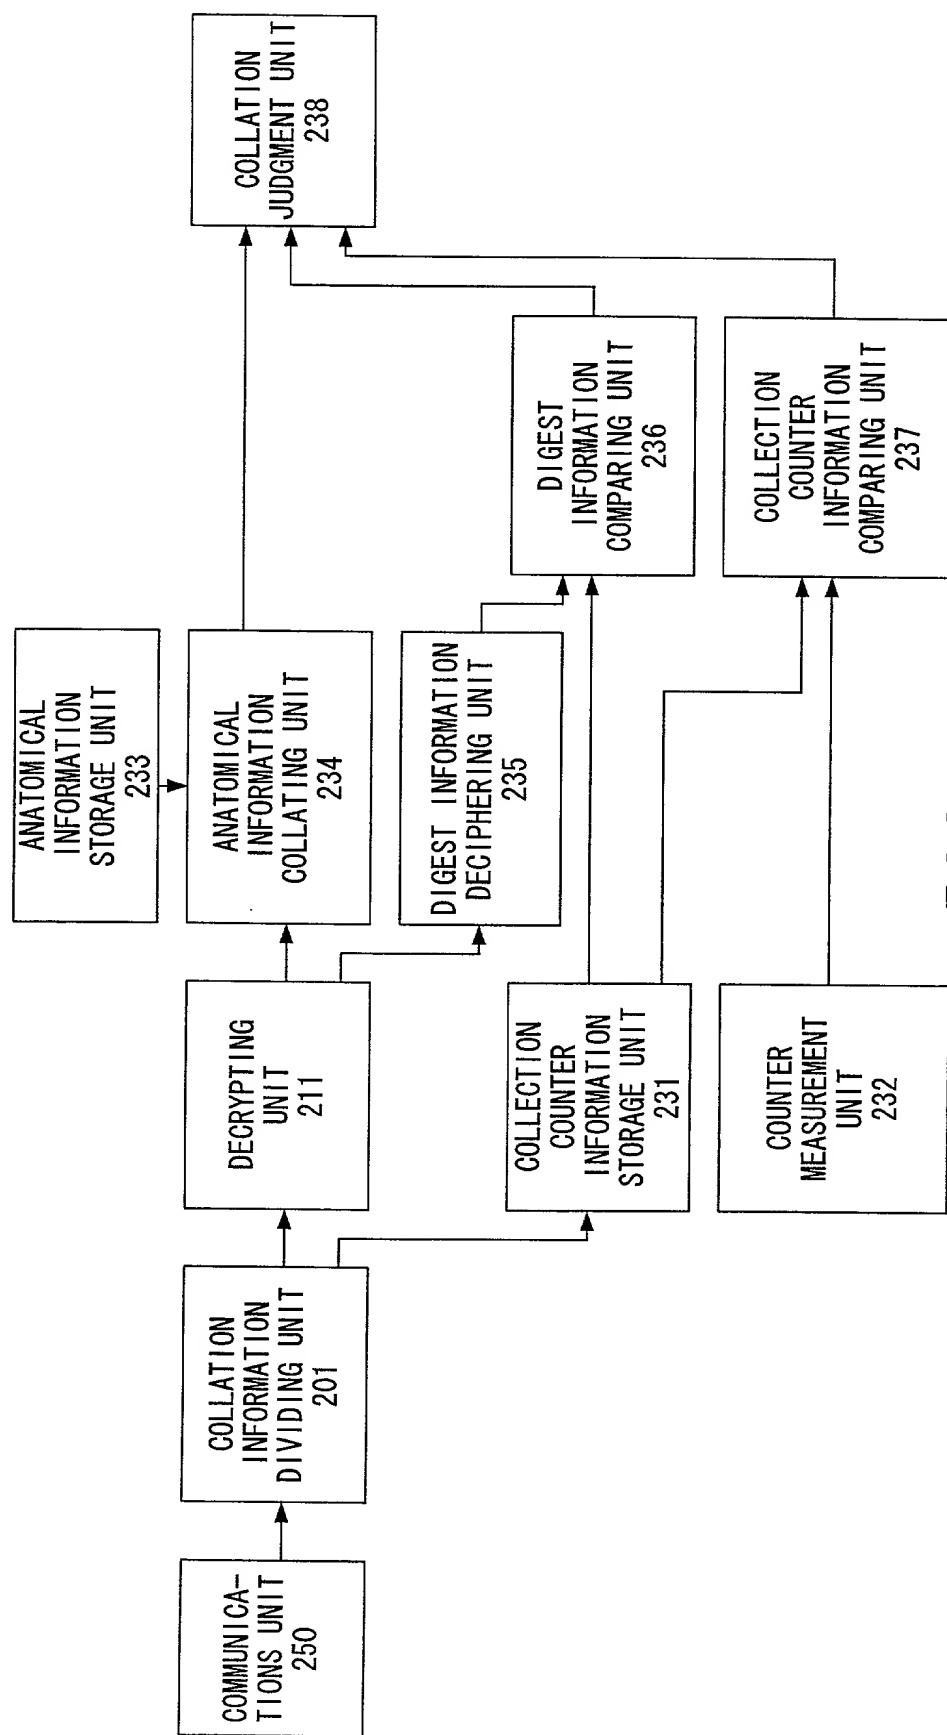 COMMUNICA-
TIONS UNIT
250
COLLATION
INFORMATION
DIVIDING UNIT
201
DECRYPTING
UNIT
211
ANATOMICAL
INFORMATION
STORAGE UNIT
233
ANATOMICAL
INFORMATION
COLLATING UNIT
234
COLLATION
JUDGMENT UNIT
238
DIGEST INFORMATION
DECIPHERING UNIT
235
COLLECTION
COUNTER
INFORMATION
STORAGE UNIT
231
DIGEST
INFORMATION
COMPARING UNIT
236
COUNTER
MEASUREMENT
UNIT
232
COLLECTION
COUNTER
INFORMATION
COMPARING UNIT
237